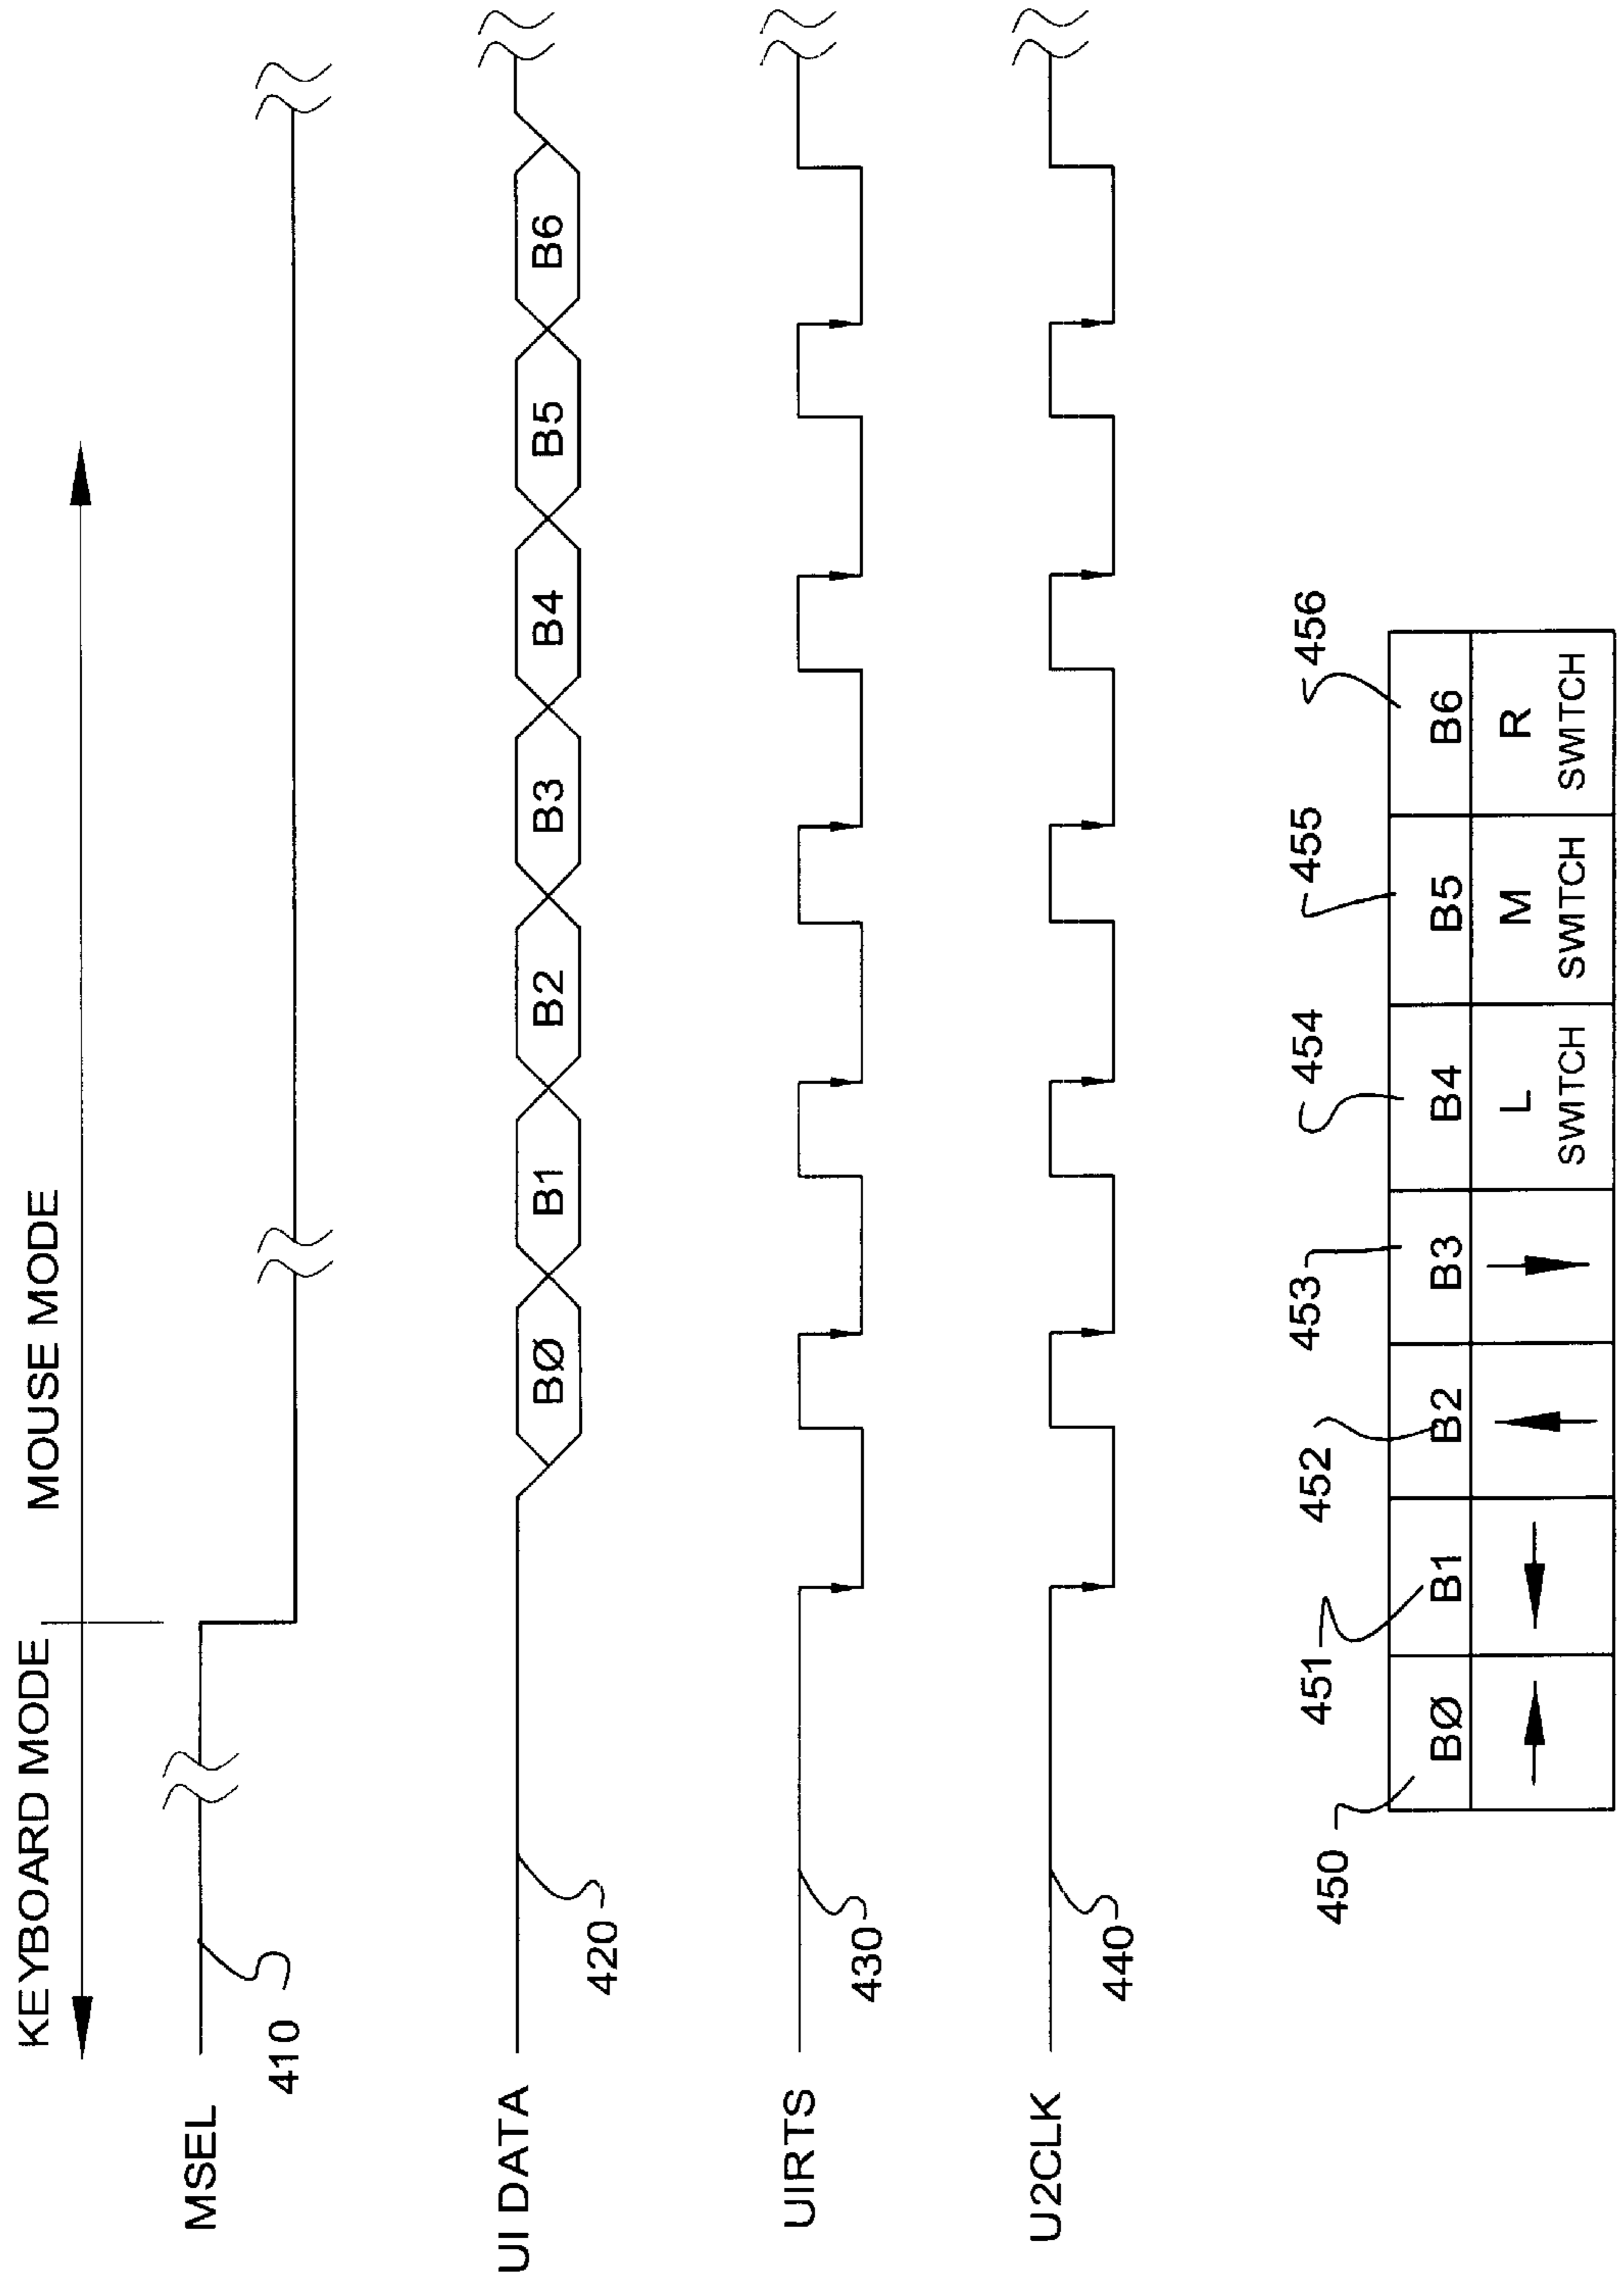 KEYBOARD MODE MOUSE MODE
MSEL
410
UI DATA
BØ B1 B2 B3 B4 B5 B6
420
UIRTS
430
U2CLK
440
450 451 452 453 454 455 456
BØ B1 B2 B3 B4 B5 B6
L M R
SWITCH SWITCH SWITCH